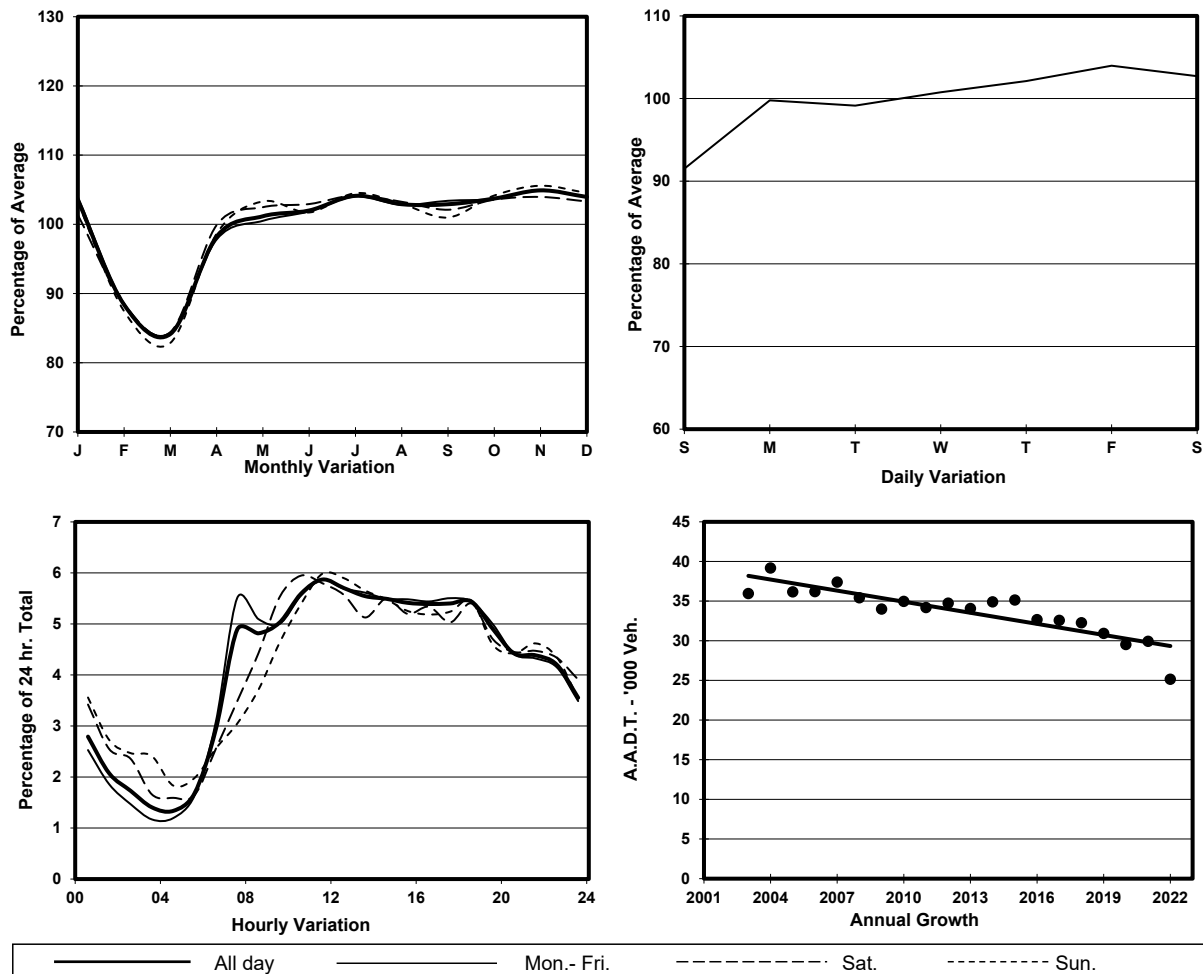 130
120
110
100
90
80
70
Percentage of Average
J F M A M J J A S O N D
Monthly Variation
110
100
90
80
70
60
Percentage of Average
S M T W T F S
Daily Variation
7
6
5
4
3
2
1
0
Percentage of 24 hr. Total
00 04 08 12 16 20 24
Hourly Variation
45
40
35
30
25
20
15
10
5
0
A.A.D.T. - '000 Veh.
2001 2004 2007 2010 2013 2016 2019 2022
Annual Growth
All day Mon.- Fri. Sat. Sun.